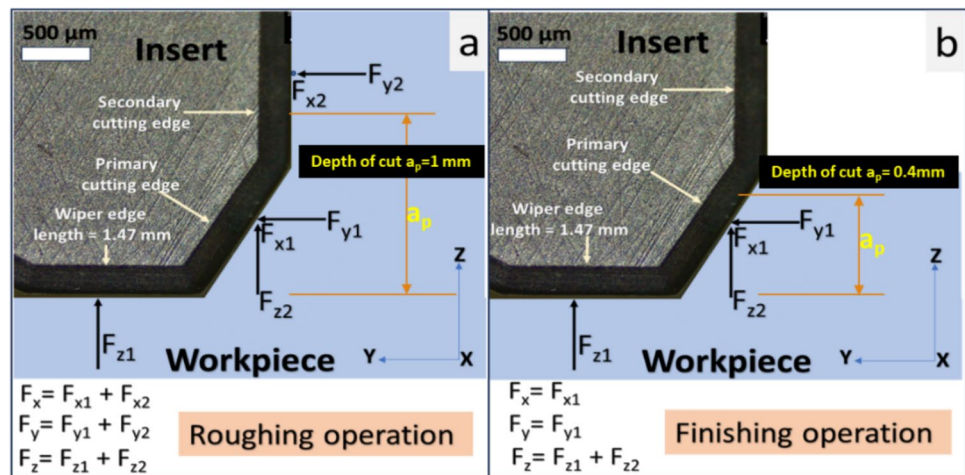 500 μm
Insert
a
F_y2
F_x2
Secondary
cutting edge
Depth of cut a_p=1 mm
Primary
cutting edge
Wiper edge
length = 1.47 mm
F_x1
F_y1
a_p
F_z2
F_z1
Z
Y
X
Workpiece
F_x= F_x1 + F_x2
F_y= F_y1 + F_y2
F_z= F_z1 + F_z2
Roughing operation
500 μm
Insert
b
Secondary
cutting edge
Primary
cutting edge
Depth of cut a_p= 0.4mm
Wiper edge
length = 1.47 mm
F_x1
F_y1
a_p
F_z2
F_z1
Z
Y
X
Workpiece
F_x= F_x1
F_y= F_y1
F_z= F_z1 + F_z2
Finishing operation